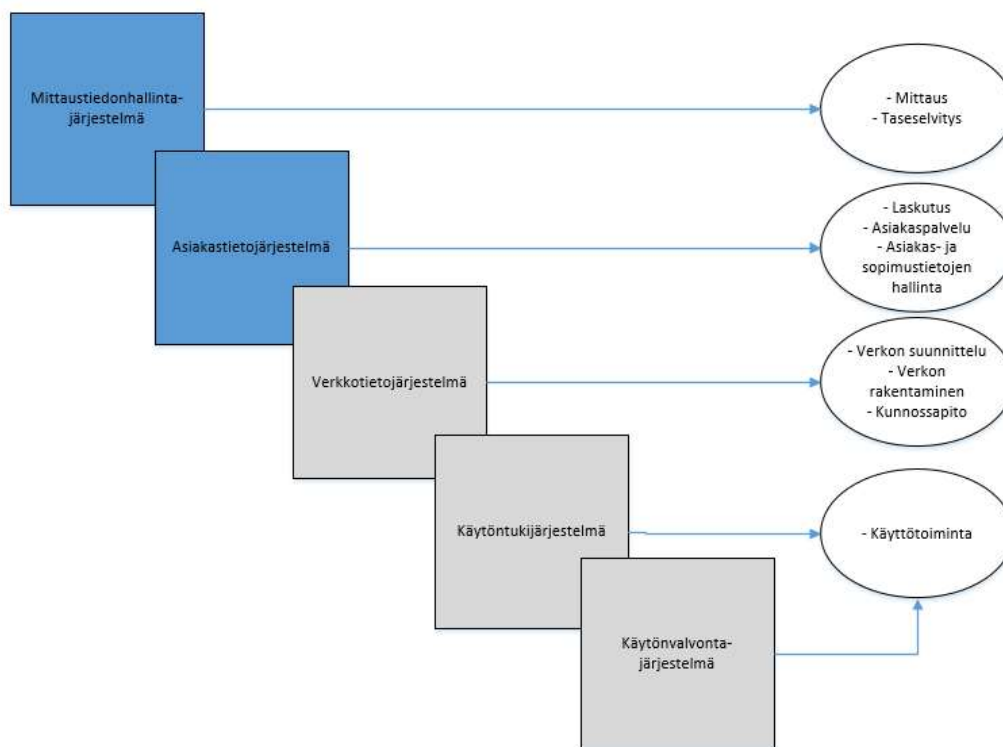 Mittaustiedonhallinta-
järjestelmä
- Mittaus
- Taseselvitys
Asiakastietojärjestelmä
- Laskutus
- Asiakaspalvelu
- Asiakas- ja
sopimustietojen
hallinta
Verkkotietojärjestelmä
- Verkon suunnittelu
- Verkon
rakentaminen
- Kunnossapito
Käytöntukijärjestelmä
- Käyttötoiminta
Käytönvalvonta-
järjestelmä